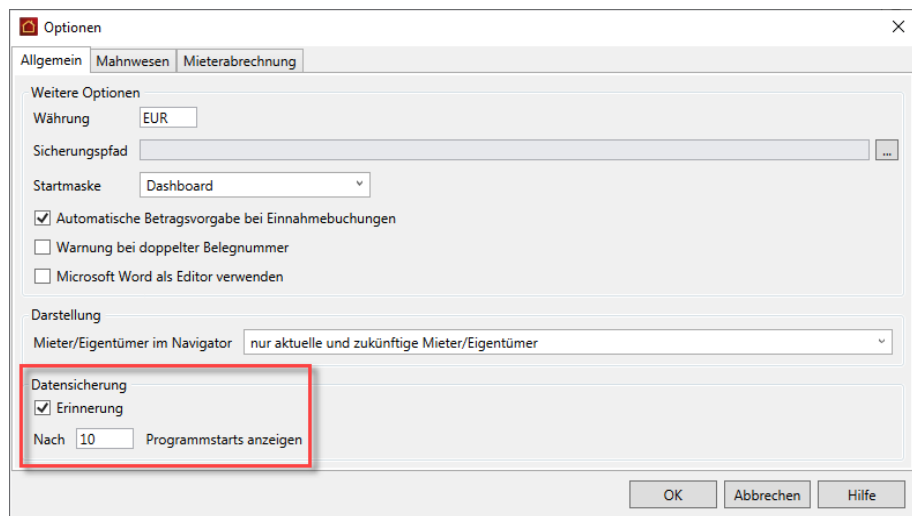 Optionen
Allgemein Mahnwesen Mieterabrechnung
Weitere Optionen
Währung EUR
Sicherungspfad ...
Startmaske Dashboard
Automatische Betragsvorgabe bei Einnahmebuchungen
Warnung bei doppelter Belegnummer
Microsoft Word als Editor verwenden
Darstellung
Mieter/Eigentümer im Navigator nur aktuelle und zukünftige Mieter/Eigentümer
Datensicherung
Erinnerung
Nach 10 Programmstarts anzeigen
OK Abbrechen Hilfe